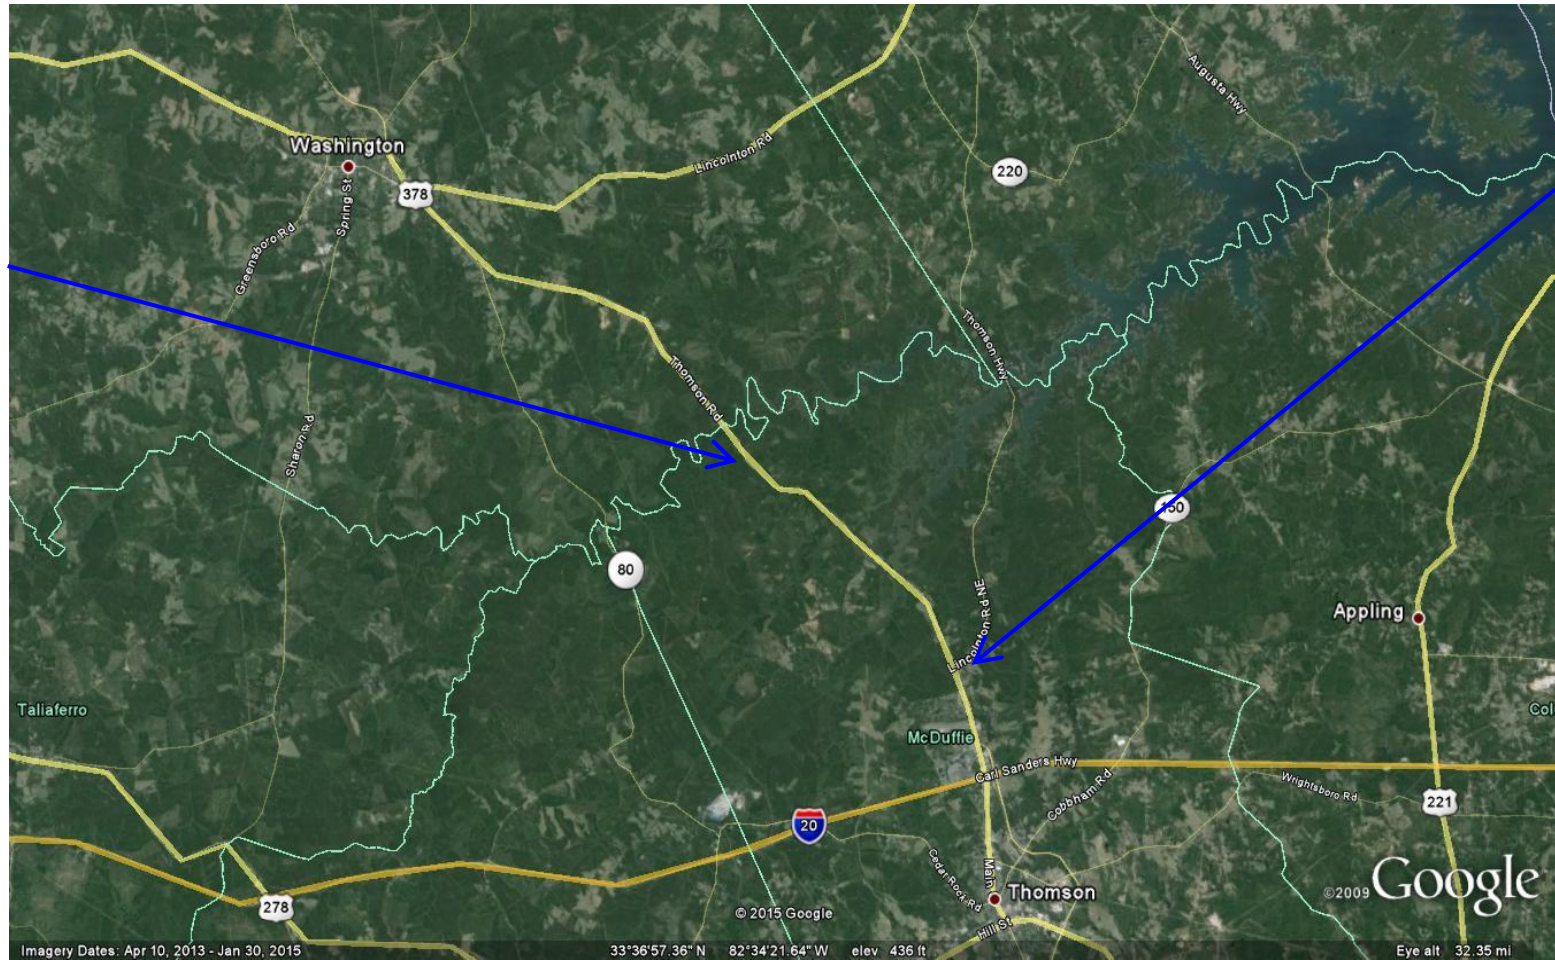 Augusta Hwy
Washington
Lincolnton Rd
220
378
Spring St
Greensboro Rd
Thomson Hwy
Thomson Rd
Sharon Rd
150
80
Lincolnton Rd NE
Appling
Taliaferro
Col
McDuffie
Carl Sanders Hwy
Cobbham Rd
Wrightsboro Rd
221
20
Cedar Rock Rd
Main
Thomson
278
Hill St
©2009 Google
© 2015 Google
Imagery Dates: Apr 10, 2013 - Jan 30, 2015
33°36'57.36" N 82°34'21.64" W elev 436 ft
Eye alt 32.35 mi